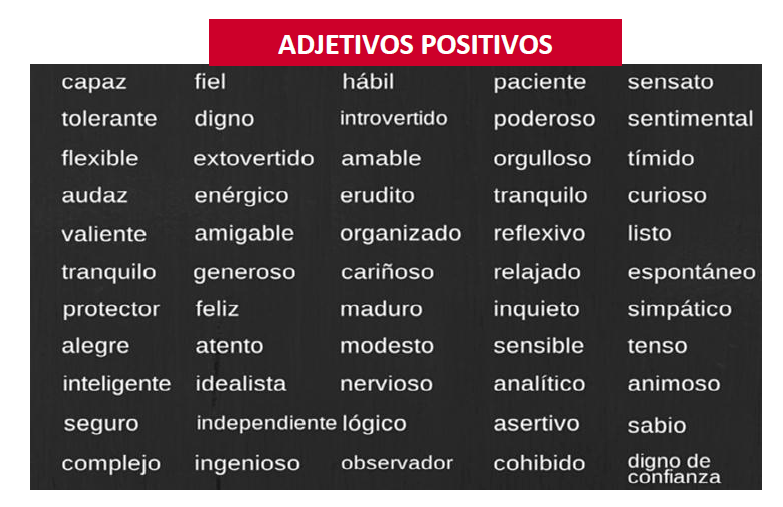 ADJETIVOS POSITIVOS
capaz fiel hábil paciente sensato
tolerante digno introvertido poderoso sentimental
flexible extovertido amable orgulloso tímido
audaz enérgico erudito tranquilo curioso
valiente amigable organizado reflexivo listo
tranquilo generoso cariñoso relajado espontáneo
protector feliz maduro inquieto simpático
alegre atento modesto sensible tenso
inteligente idealista nervioso analítico animoso
seguro independiente lógico asertivo sabio
complejo ingenioso observador cohibido digno de
confianza